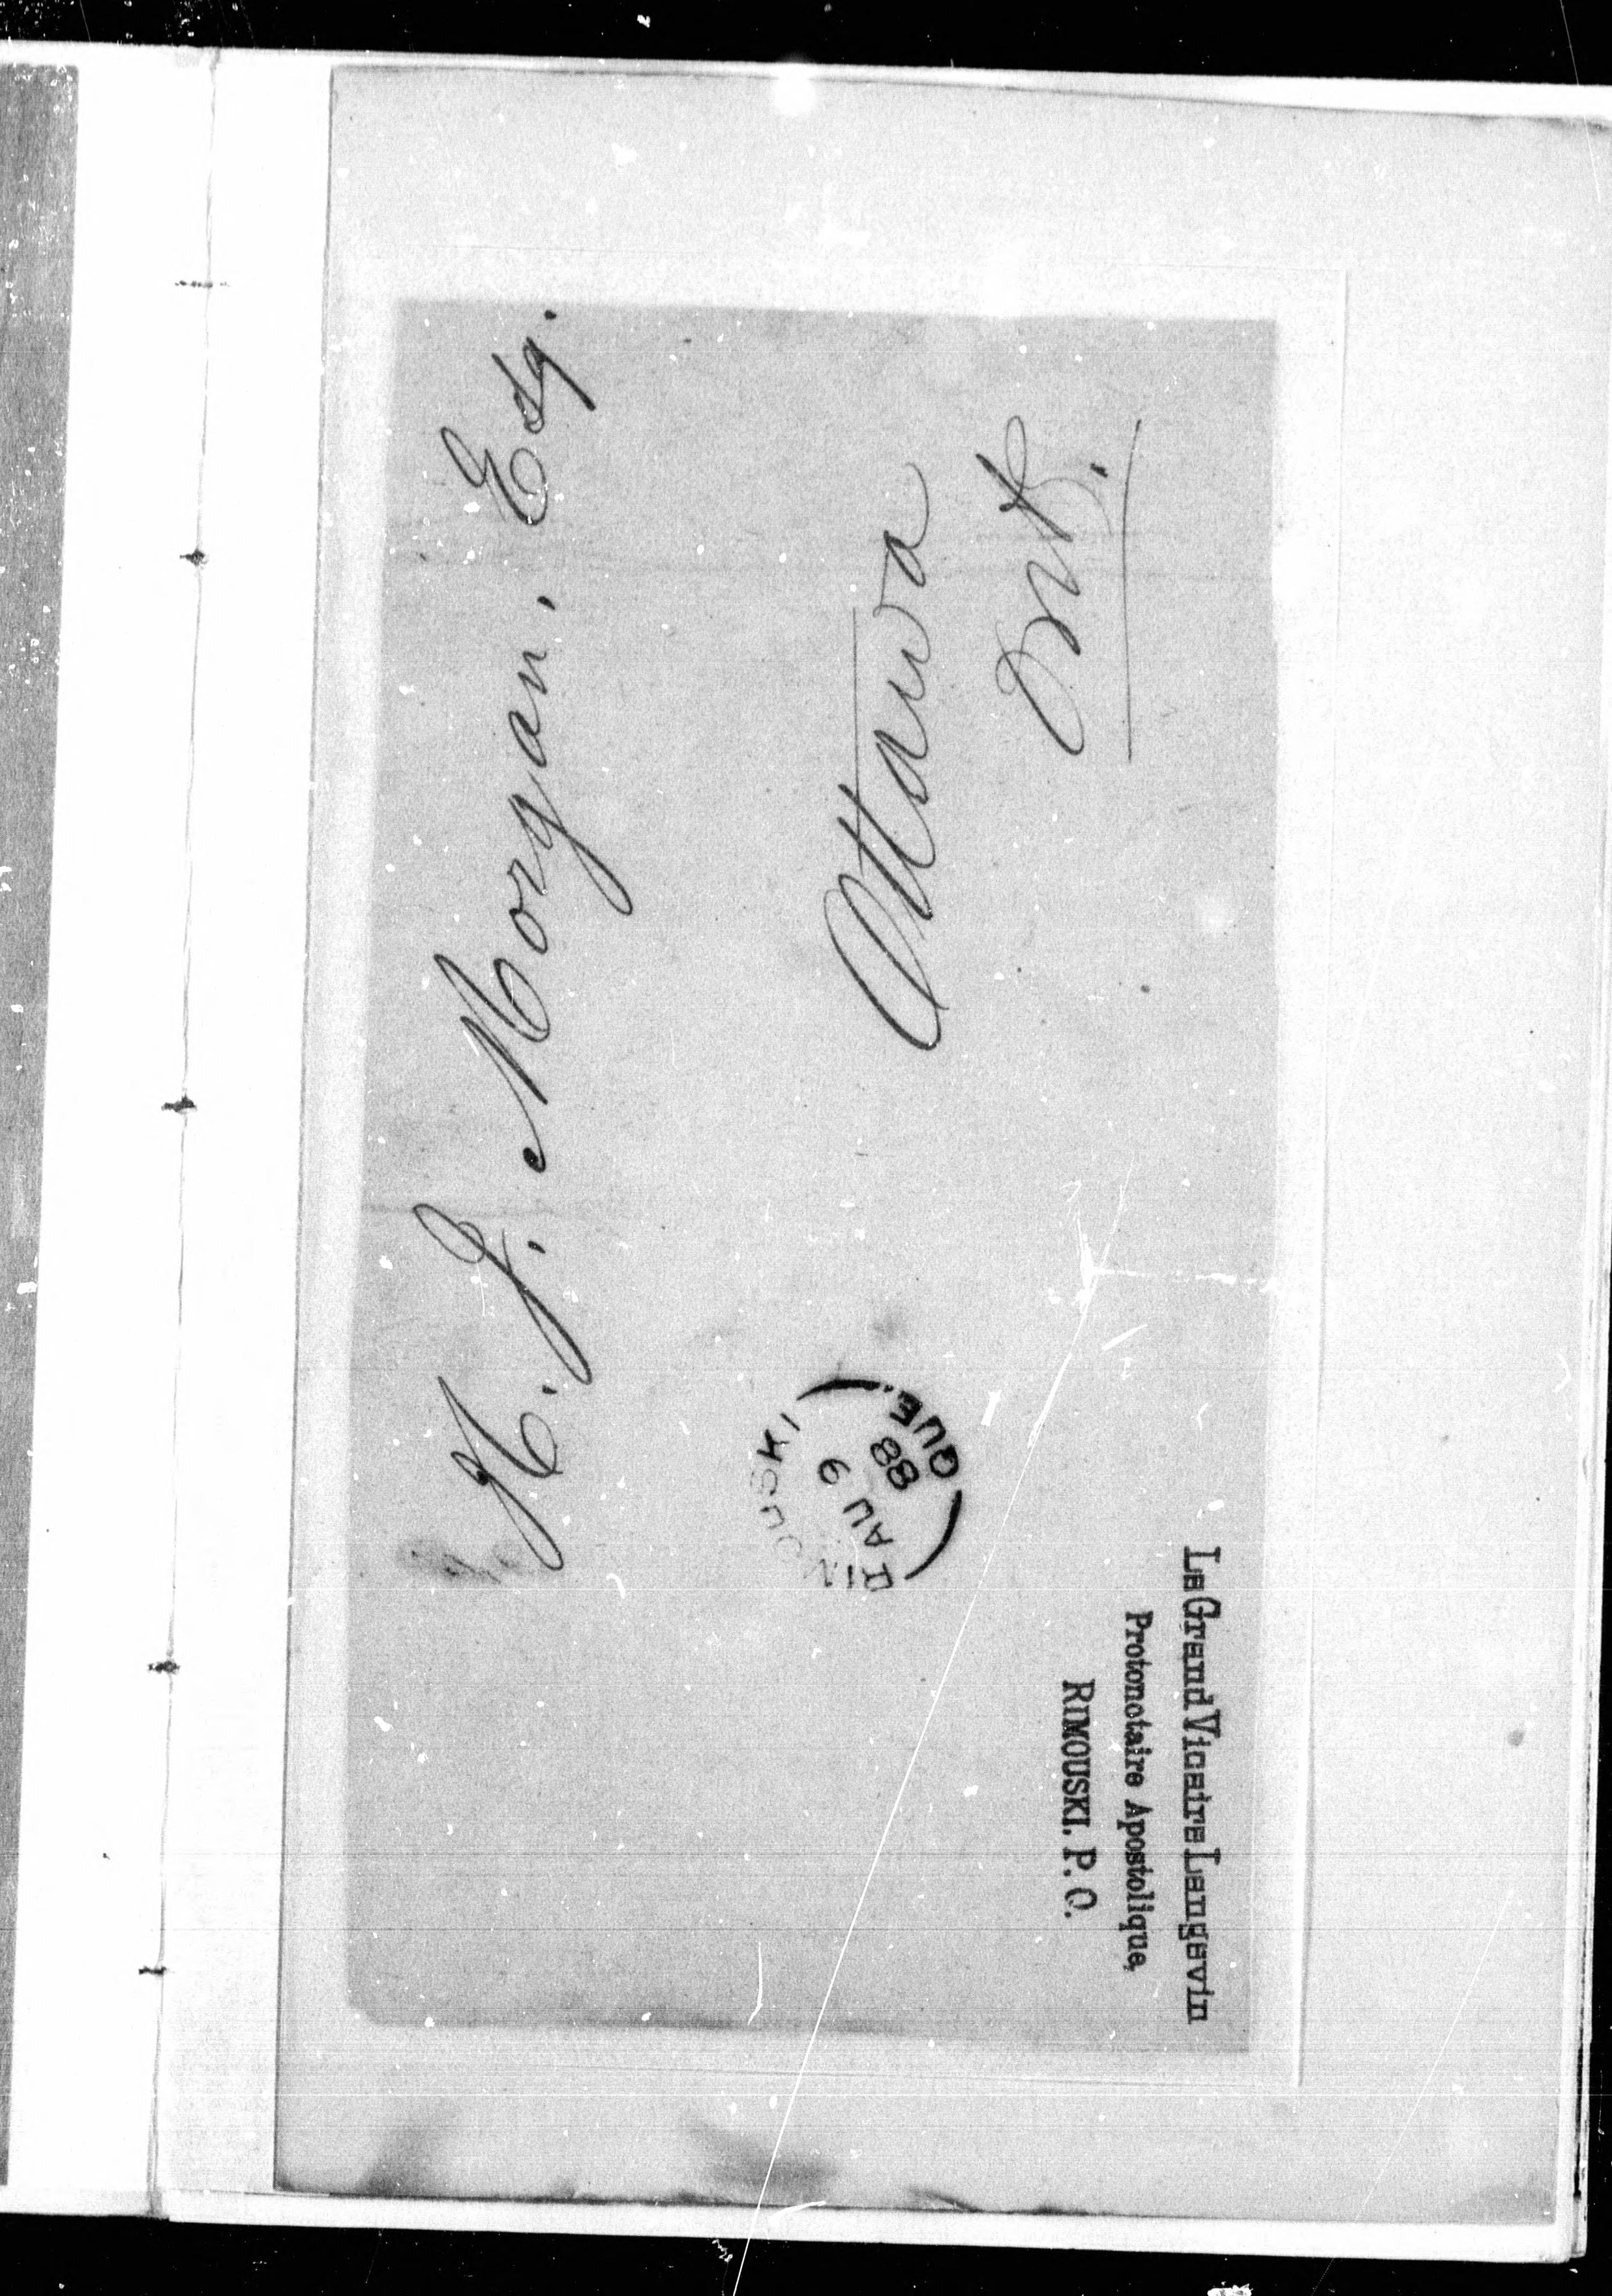 H. J. Morgan, Esq.
Ottawa
Ont.
RIMOUSKI
AU 9
88
QUE.
Le Grand Vicaire Langevin
Protonotaire Apostolique,
RIMOUSKI. P. Q.